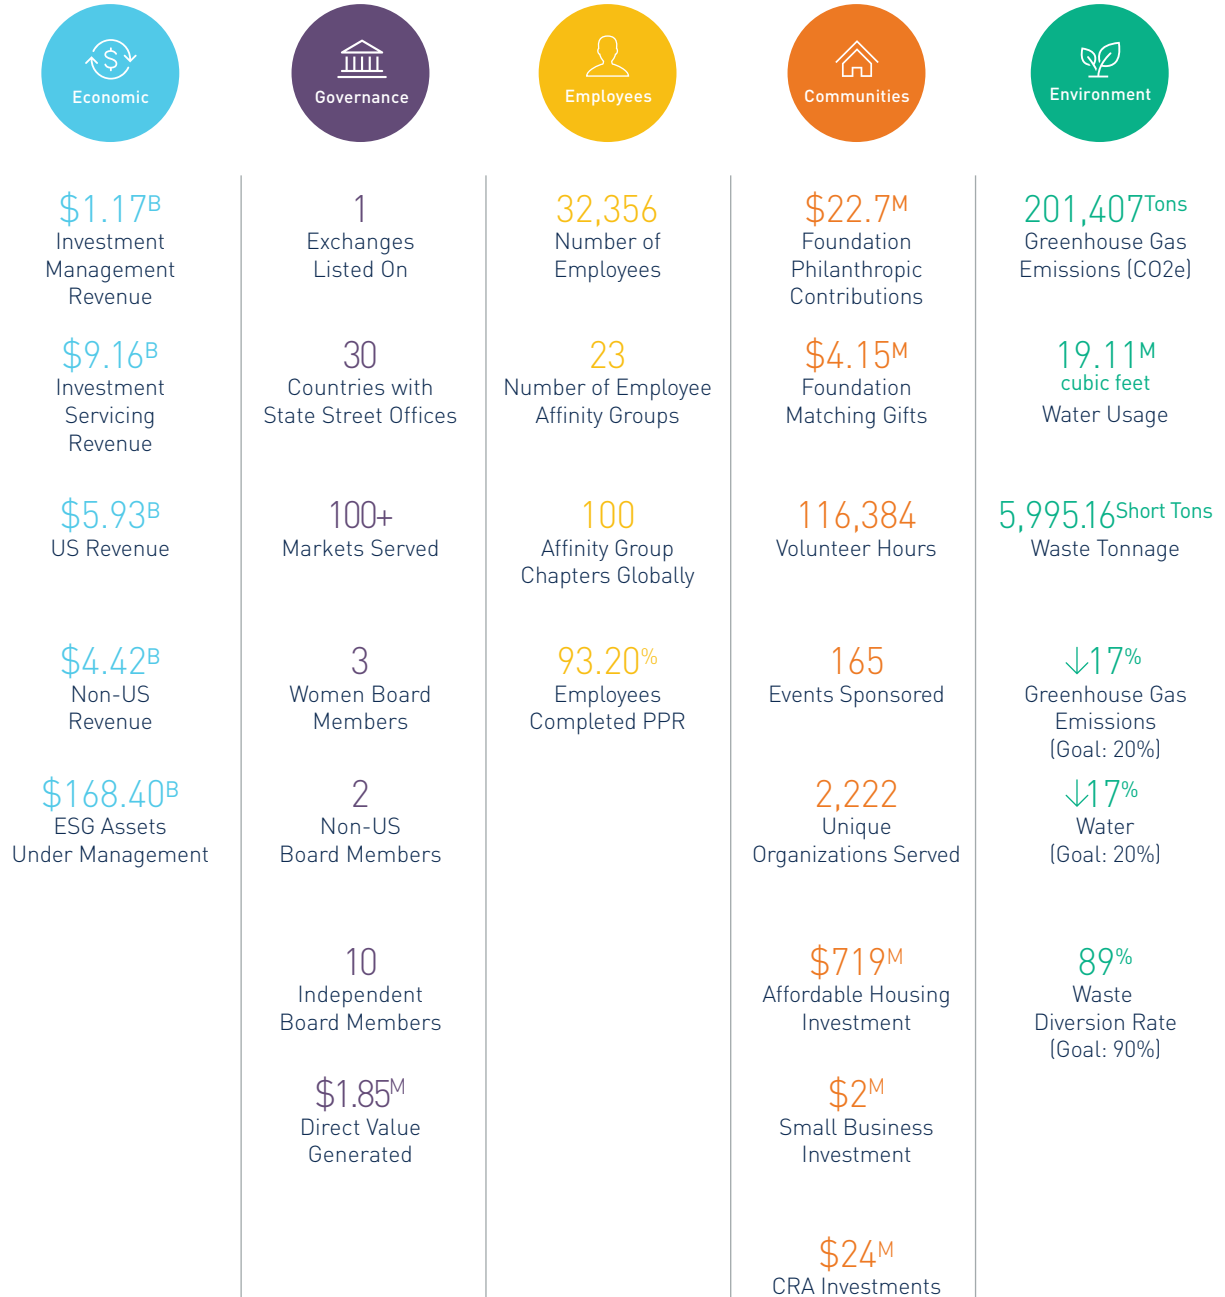 Economic
Governance
Employees
Communities
Environment
$1.17B
Investment
Management
Revenue
$9.16B
Investment
Servicing
Revenue
$5.93B
US Revenue
$4.42B
Non-US
Revenue
$168.40B
ESG Assets
Under Management
1
Exchanges
Listed On
30
Countries with
State Street Offices
100+
Markets Served
3
Women Board
Members
2
Non-US
Board Members
10
Independent
Board Members
$1.85M
Direct Value
Generated
32,356
Number of
Employees
23
Number of Employee
Affinity Groups
100
Affinity Group
Chapters Globally
93.20%
Employees
Completed PPR
$22.7M
Foundation
Philanthropic
Contributions
$4.15M
Foundation
Matching Gifts
116,384
Volunteer Hours
165
Events Sponsored
2,222
Unique
Organizations Served
$719M
Affordable Housing
Investment
$2M
Small Business
Investment
$24M
CRA Investments
201,407Tons
Greenhouse Gas
Emissions (CO2e)
19.11M
cubic feet
Water Usage
5,995.16Short Tons
Waste Tonnage
↓17%
Greenhouse Gas
Emissions
(Goal: 20%)
↓17%
Water
(Goal: 20%)
89%
Waste
Diversion Rate
(Goal: 90%)